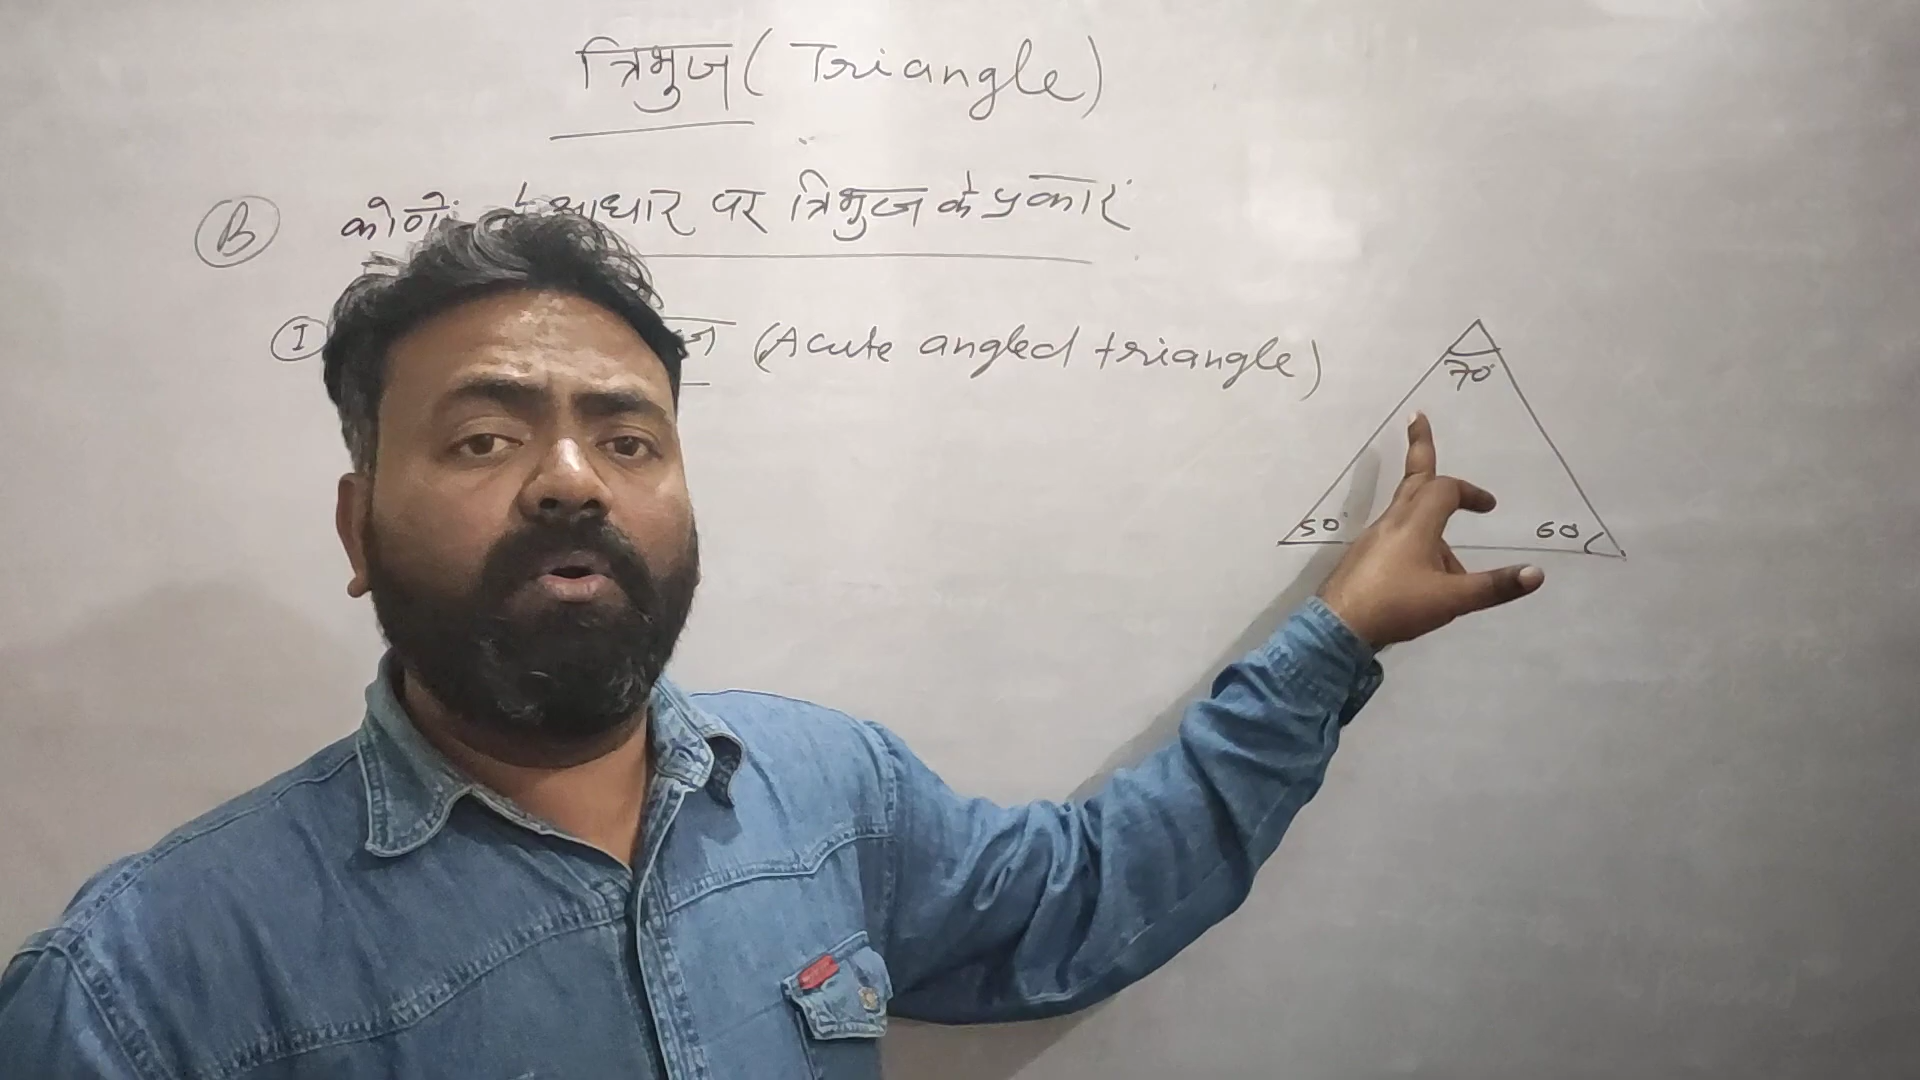 त्रिभुज ( Triangle )
B कोणों के आधार पर त्रिभुज के प्रकार
I (Acute angled triangle)
70°
50° 60